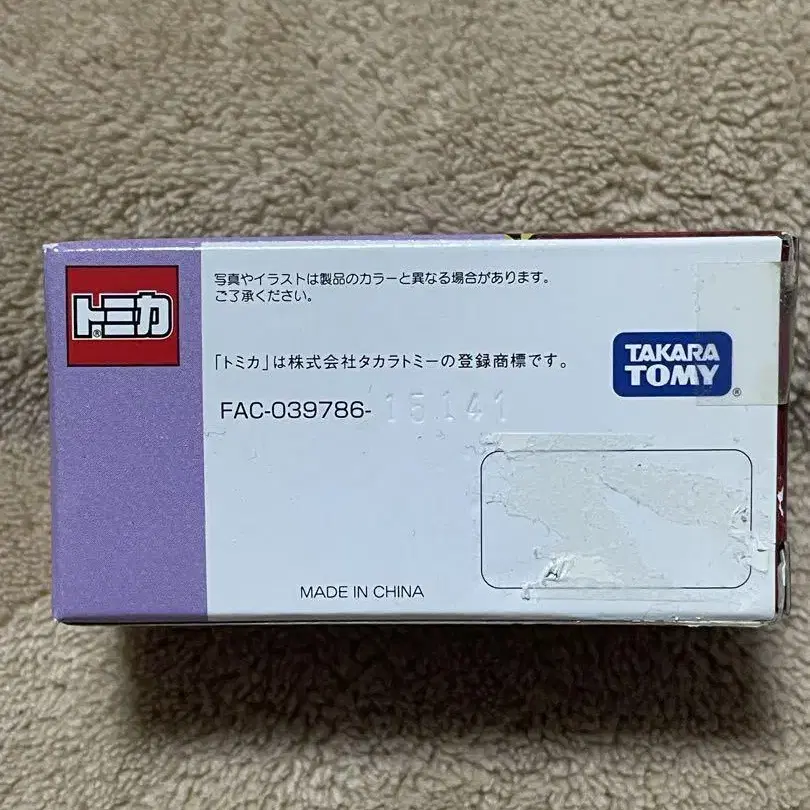 トミカ
®
写真やイラストは製品のカラーと異なる場合があります。
ご了承ください。
「トミカ」は株式会社タカラトミーの登録商標です。
TAKARA
TOMY®
FAC-039786-15141
MADE IN CHINA